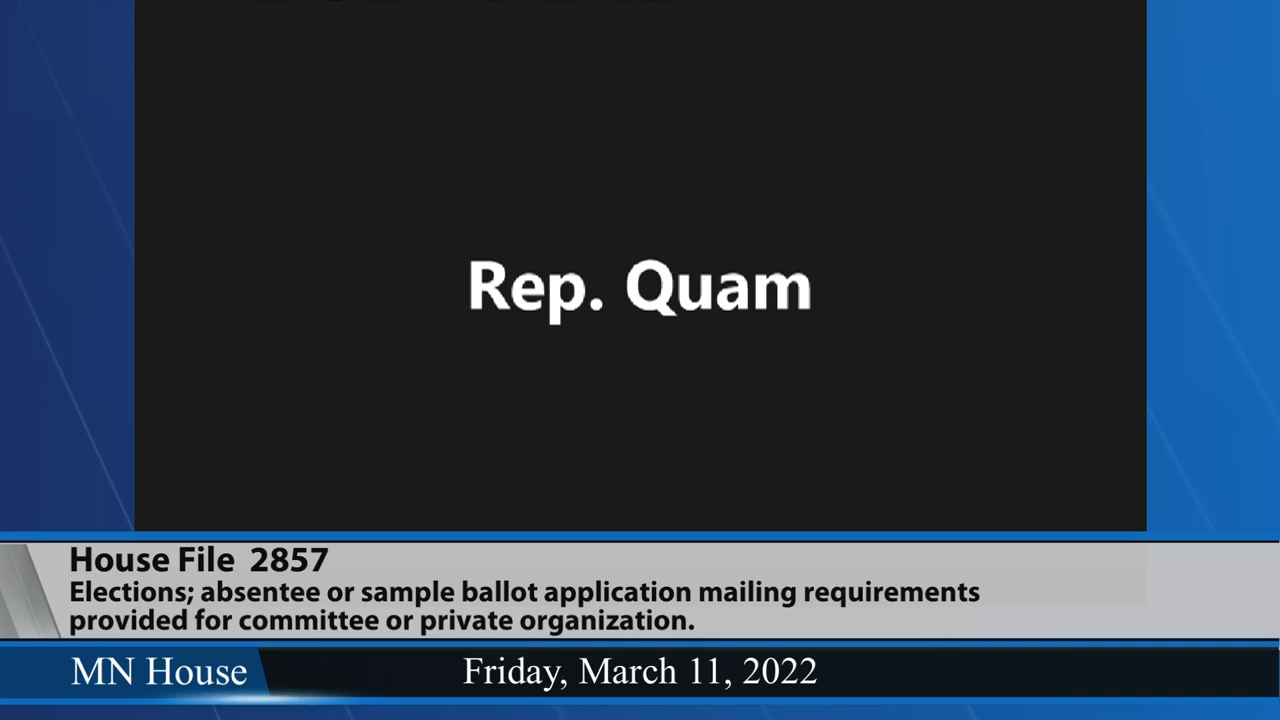 Rep. Quam
House File 2857
Elections; absentee or sample ballot application mailing requirements
provided for committee or private organization.
MN House
Friday, March 11, 2022